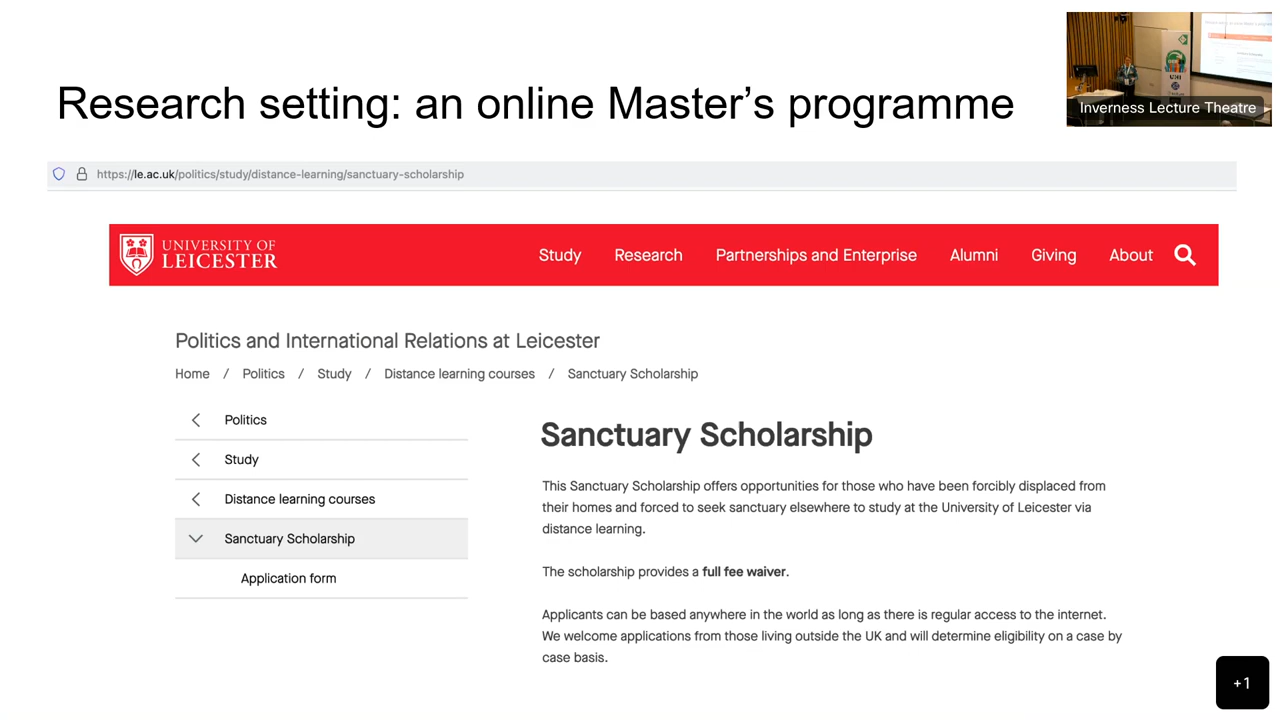 Research setting: an online Master's programme
Inverness Lecture Theatre
https://le.ac.uk/politics/study/distance-learning/sanctuary-scholarship
UNIVERSITY OF
LEICESTER
Study Research Partnerships and Enterprise Alumni Giving About
Politics and International Relations at Leicester
Home / Politics / Study / Distance learning courses / Sanctuary Scholarship
Politics
Study
Distance learning courses
Sanctuary Scholarship
Application form
Sanctuary Scholarship
This Sanctuary Scholarship offers opportunities for those who have been forcibly displaced from
their homes and forced to seek sanctuary elsewhere to study at the University of Leicester via
distance learning.
The scholarship provides a full fee waiver.
Applicants can be based anywhere in the world as long as there is regular access to the internet.
We welcome applications from those living outside the UK and will determine eligibility on a case by
case basis.
+1